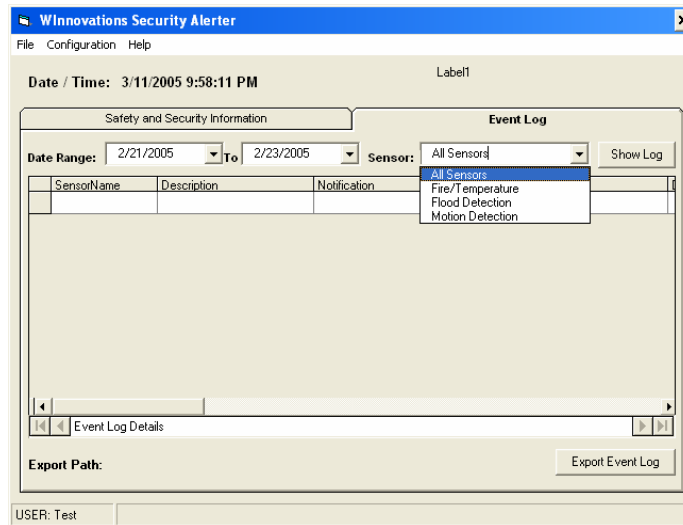 WInnovations Security Alerter
File Configuration Help
Label1
Date / Time: 3/11/2005 9:58:11 PM
Safety and Security Information Event Log
Date Range: 2/21/2005 To 2/23/2005 Sensor: All Sensors Show Log
All Sensors
Fire/Temperature
Flood Detection
Motion Detection
SensorName Description Notification
Event Log Details
Export Path: Export Event Log
USER: Test